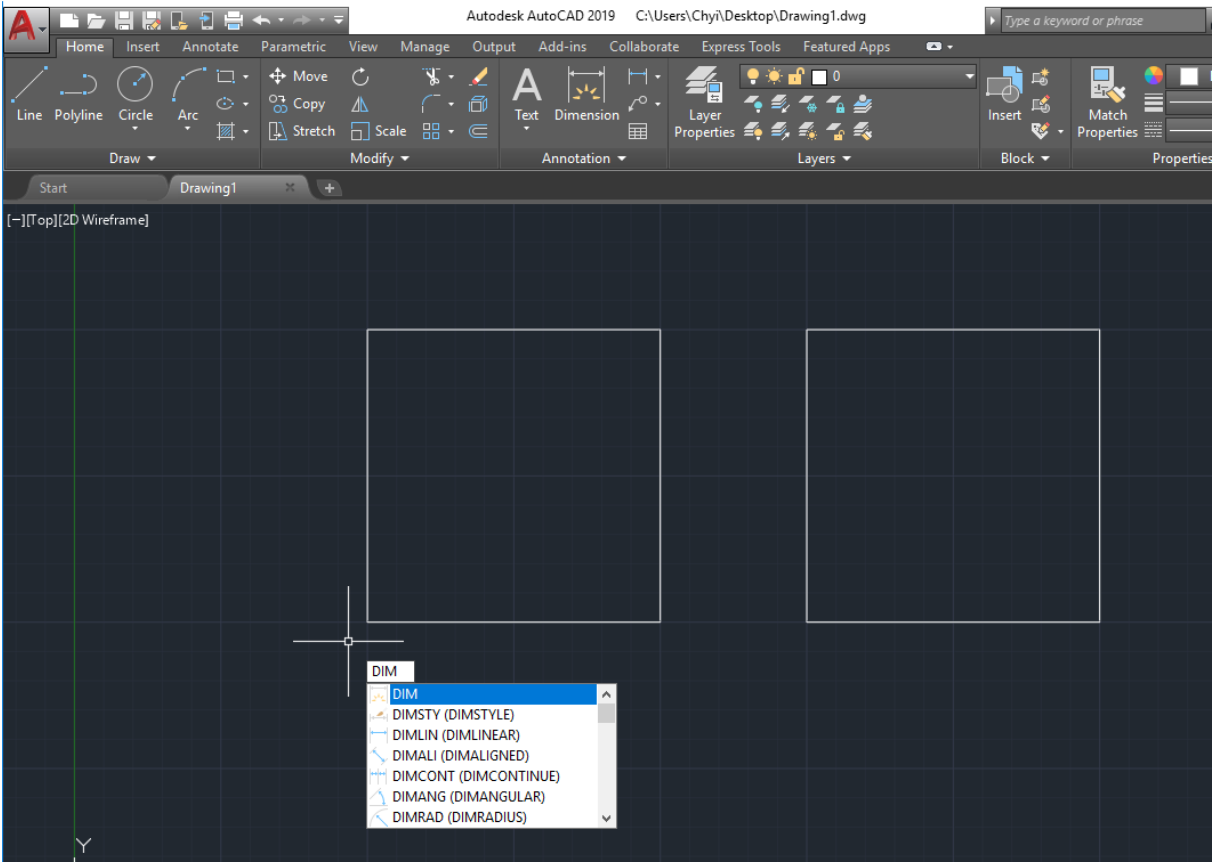 Autodesk AutoCAD 2019 C:\Users\Chyi\Desktop\Drawing1.dwg Type a keyword or phrase
Home Insert Annotate Parametric View Manage Output Add-ins Collaborate Express Tools Featured Apps
Line Polyline Circle Arc
Move
Copy
Stretch Scale
Text Dimension
Layer
Properties
0
Insert
Match
Properties
Draw Modify Annotation Layers Block Properties
Start Drawing1
[−][Top][2D Wireframe]
DIM
DIM
DIMSTY (DIMSTYLE)
DIMLIN (DIMLINEAR)
DIMALI (DIMALIGNED)
DIMCONT (DIMCONTINUE)
DIMANG (DIMANGULAR)
DIMRAD (DIMRADIUS)
Y